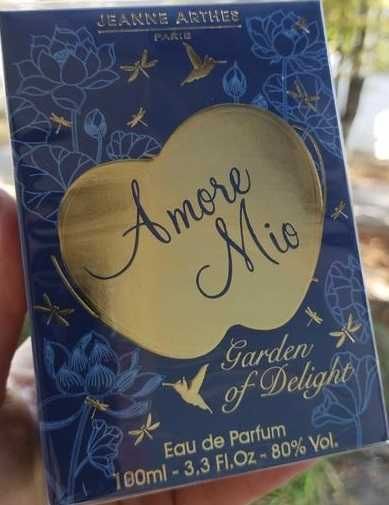 JEANNE ARTHES
PARIS
Amore
Mio
Garden
of Delight
Eau de Parfum
100ml - 3,3 Fl.Oz - 80% Vol.